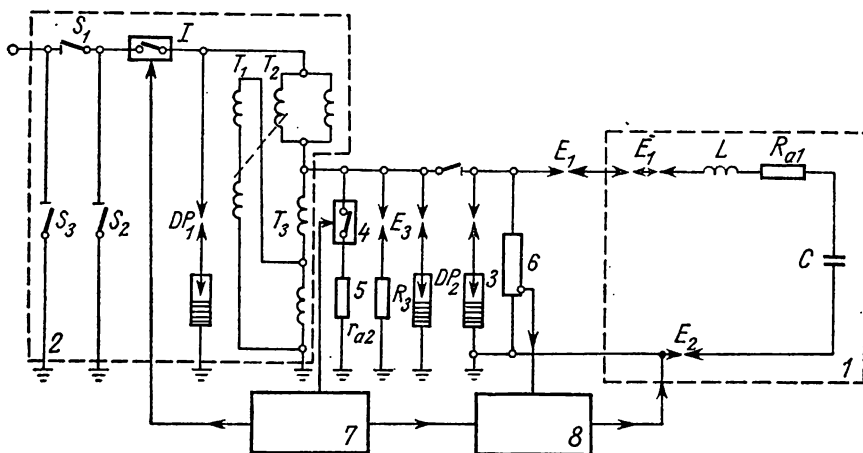 S₁
I
T₁
T₂
E₁
E₁
L
Rₐ₁
S₃
S₂
DP₁
T₃
4
E₃
DP₂
3
6
C
5
R₃
rₐ₂
E₂
2
1
7
8